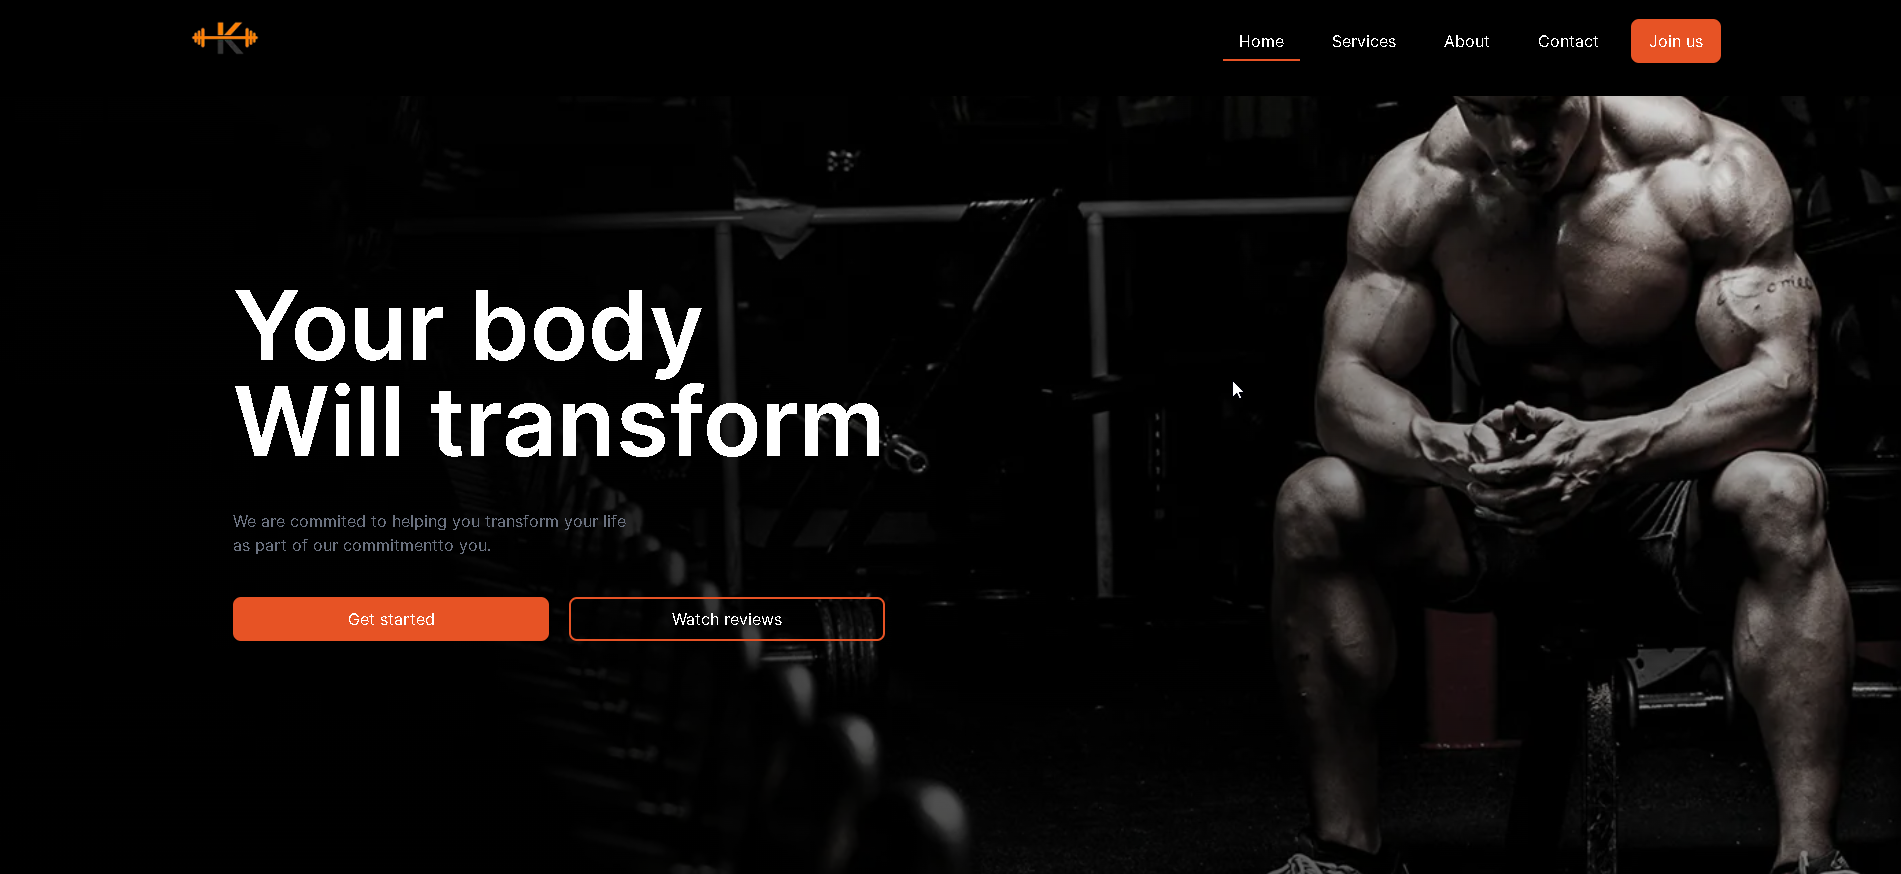 K
Home
Services
About
Contact
Join us
Your body
Will transform
We are commited to helping you transform your life
as part of our commitmentto you.
Get started
Watch reviews